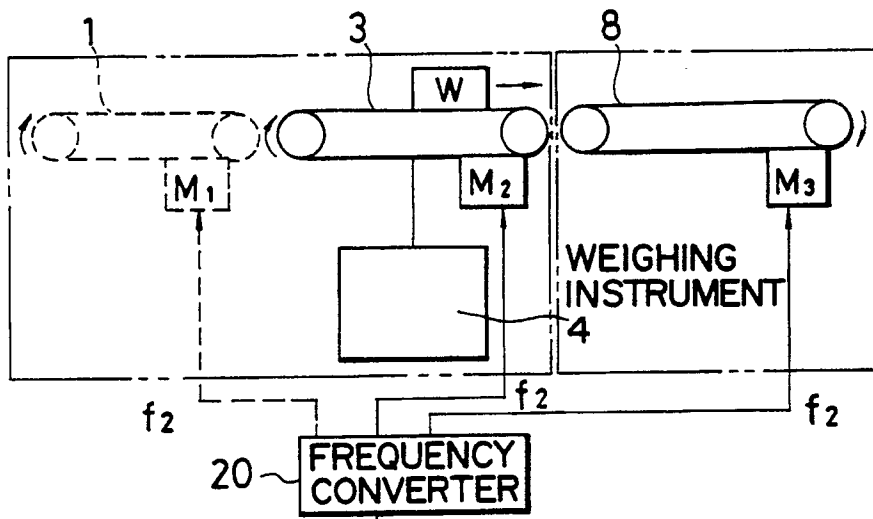 1
3
8
W
M1
M2
M3
WEIGHING
INSTRUMENT
4
f2
f2
f2
20
FREQUENCY
CONVERTER